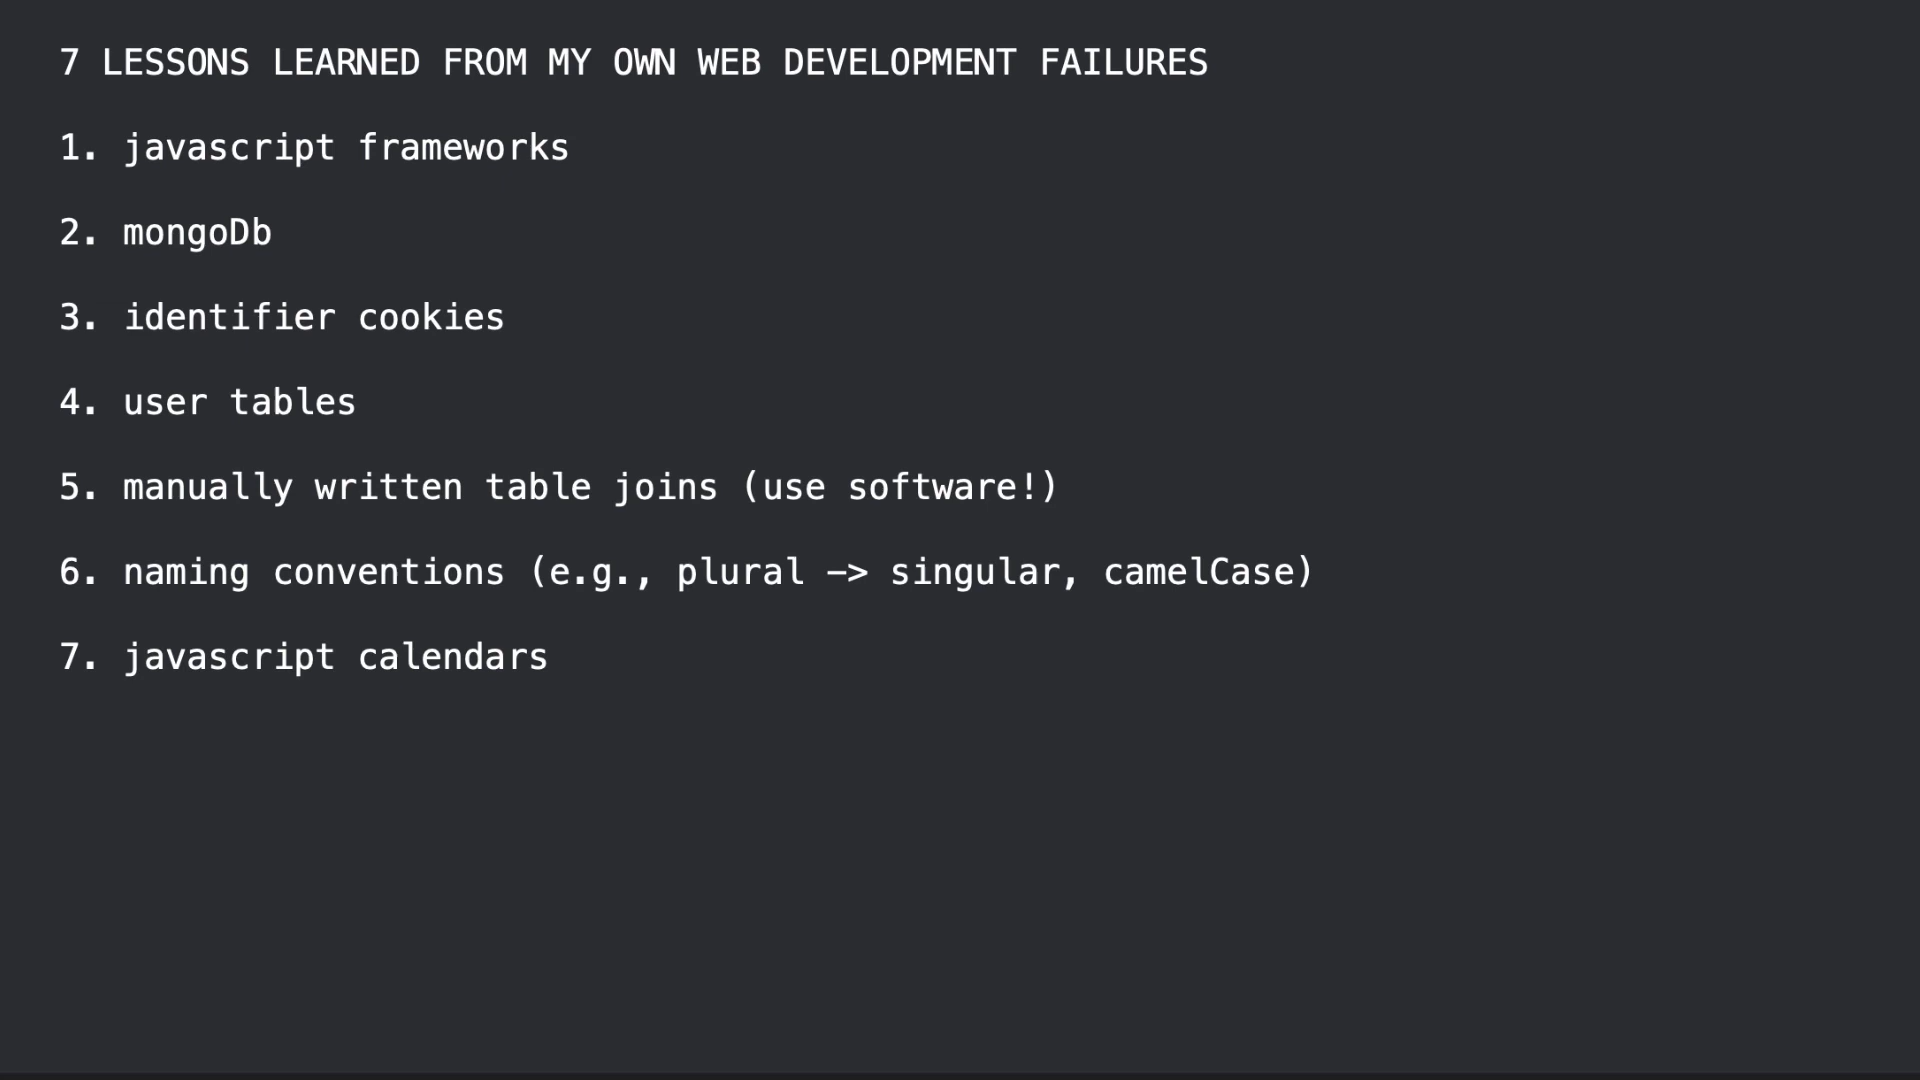 7 LESSONS LEARNED FROM MY OWN WEB DEVELOPMENT FAILURES
1. javascript frameworks
2. mongoDb
3. identifier cookies
4. user tables
5. manually written table joins (use software!)
6. naming conventions (e.g., plural -> singular, camelCase)
7. javascript calendars